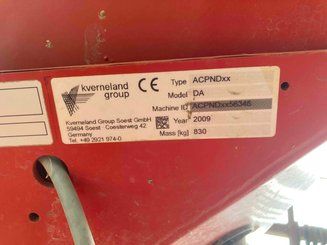 kverneland
group
CE
Type ACPNDxx
Model DA
Machine ID ACPNDxx56346
Year 2009
Mass [kg] 830
Kverneland Group Soest GmbH
59494 Soest · Coesterweg 42
Germany
Tel. +49 2921 974-0